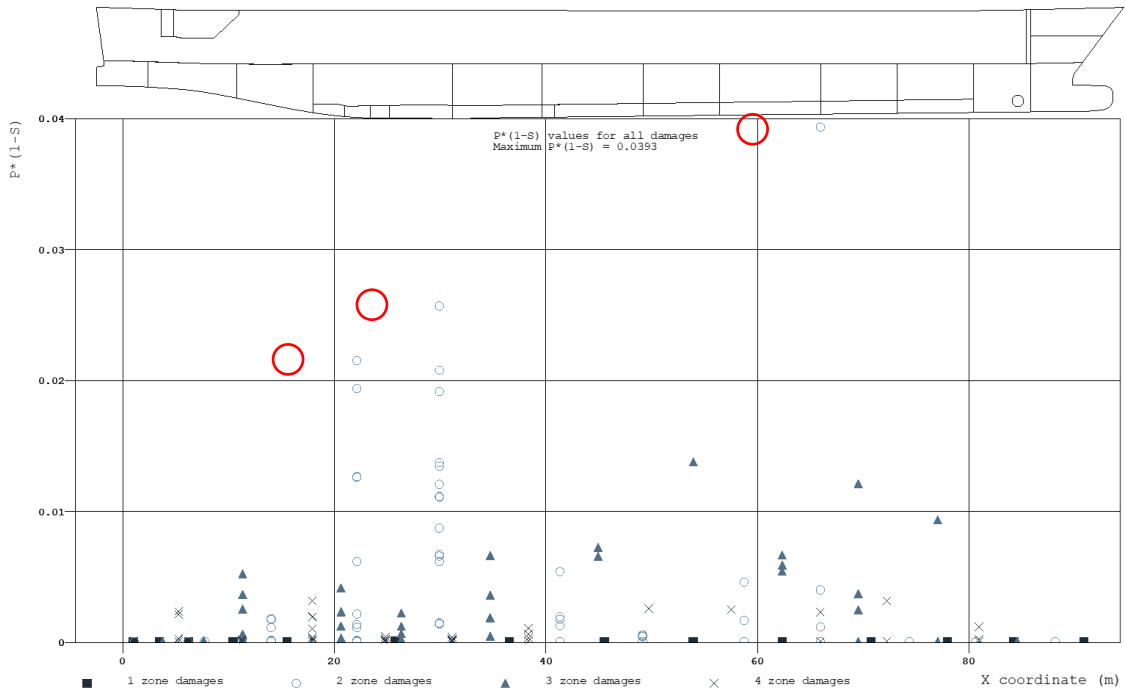 0.04
P*(1-S)
P*(1-S) values for all damages
Maximum P*(1-S) = 0.0393
0.03
0.02
0.01
0
0 20 40 60 80
1 zone damages 2 zone damages 3 zone damages 4 zone damages X coordinate (m)